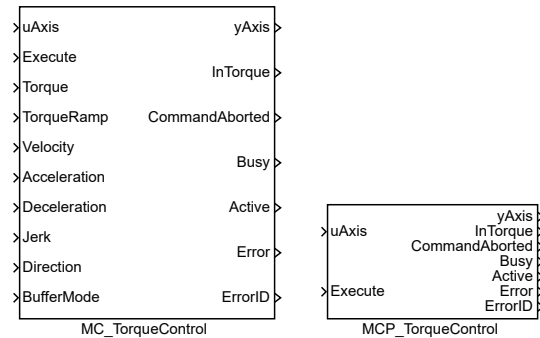 uAxis
Execute
Torque
TorqueRamp
Velocity
Acceleration
Deceleration
Jerk
Direction
BufferMode
yAxis
InTorque
CommandAborted
Busy
Active
Error
ErrorID
MC_TorqueControl
uAxis
Execute
yAxis
InTorque
CommandAborted
Busy
Active
Error
ErrorID
MCP_TorqueControl